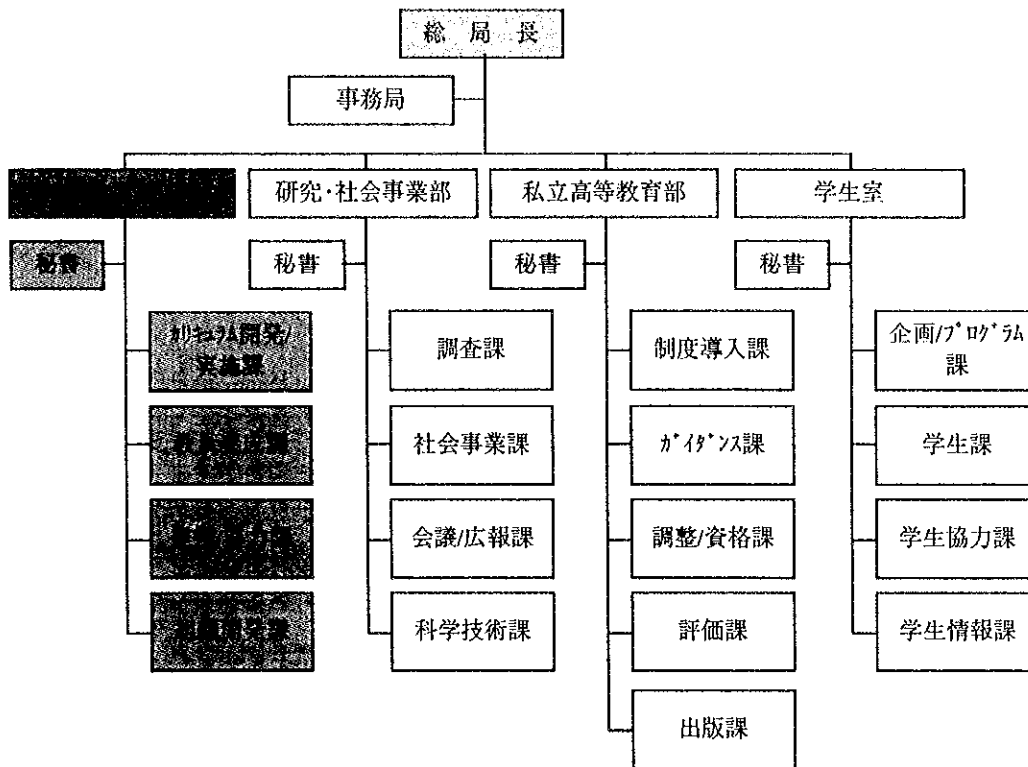 総 局 長
事務局
研究・社会事業部
私立高等教育部
学生室
秘書
秘書
秘書
秘書
カリキュラム開発/
実施課
調査課
制度導入課
企画/プログラム
課
社会事業課
ガイダンス課
学生課
会議/広報課
調整/資格課
学生協力課
科学技術課
評価課
学生情報課
出版課